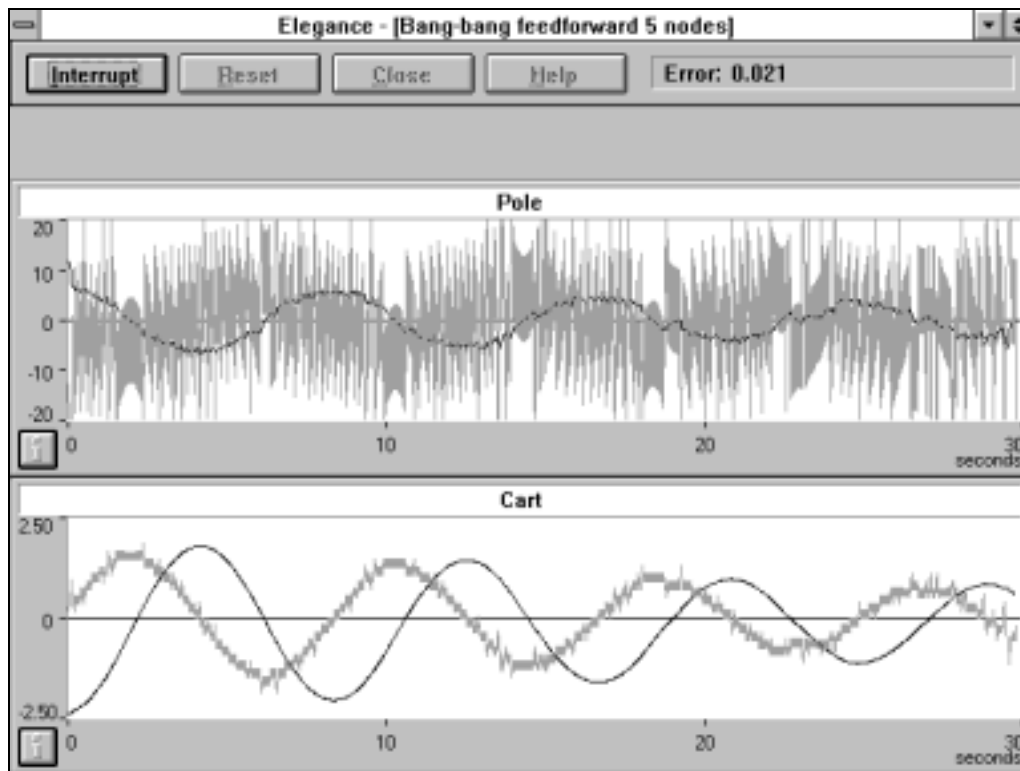 Elegance - [Bang-bang feedforward 5 nodes]
Interrupt Reset Close Help Error: 0.021
Pole
20
10
0
-10
-20
0 10 20 30
seconds
Cart
2.50
0
-2.50
0 10 20 30
seconds